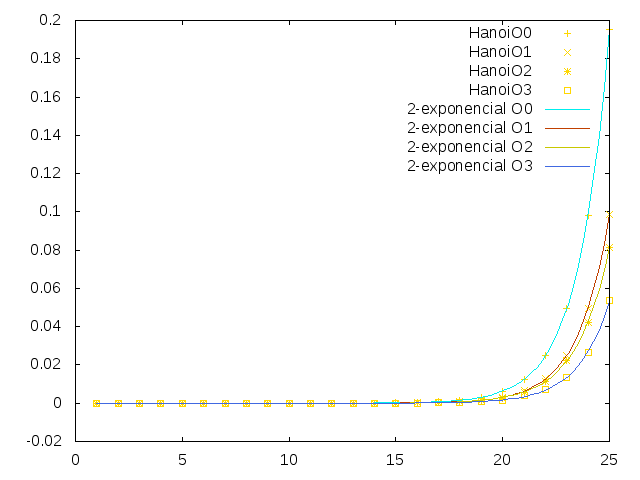 0.2
0.18
0.16
0.14
0.12
0.1
0.08
0.06
0.04
0.02
0
-0.02
0 5 10 15 20 25
HanoiO0
HanoiO1
HanoiO2
HanoiO3
2-exponencial O0
2-exponencial O1
2-exponencial O2
2-exponencial O3